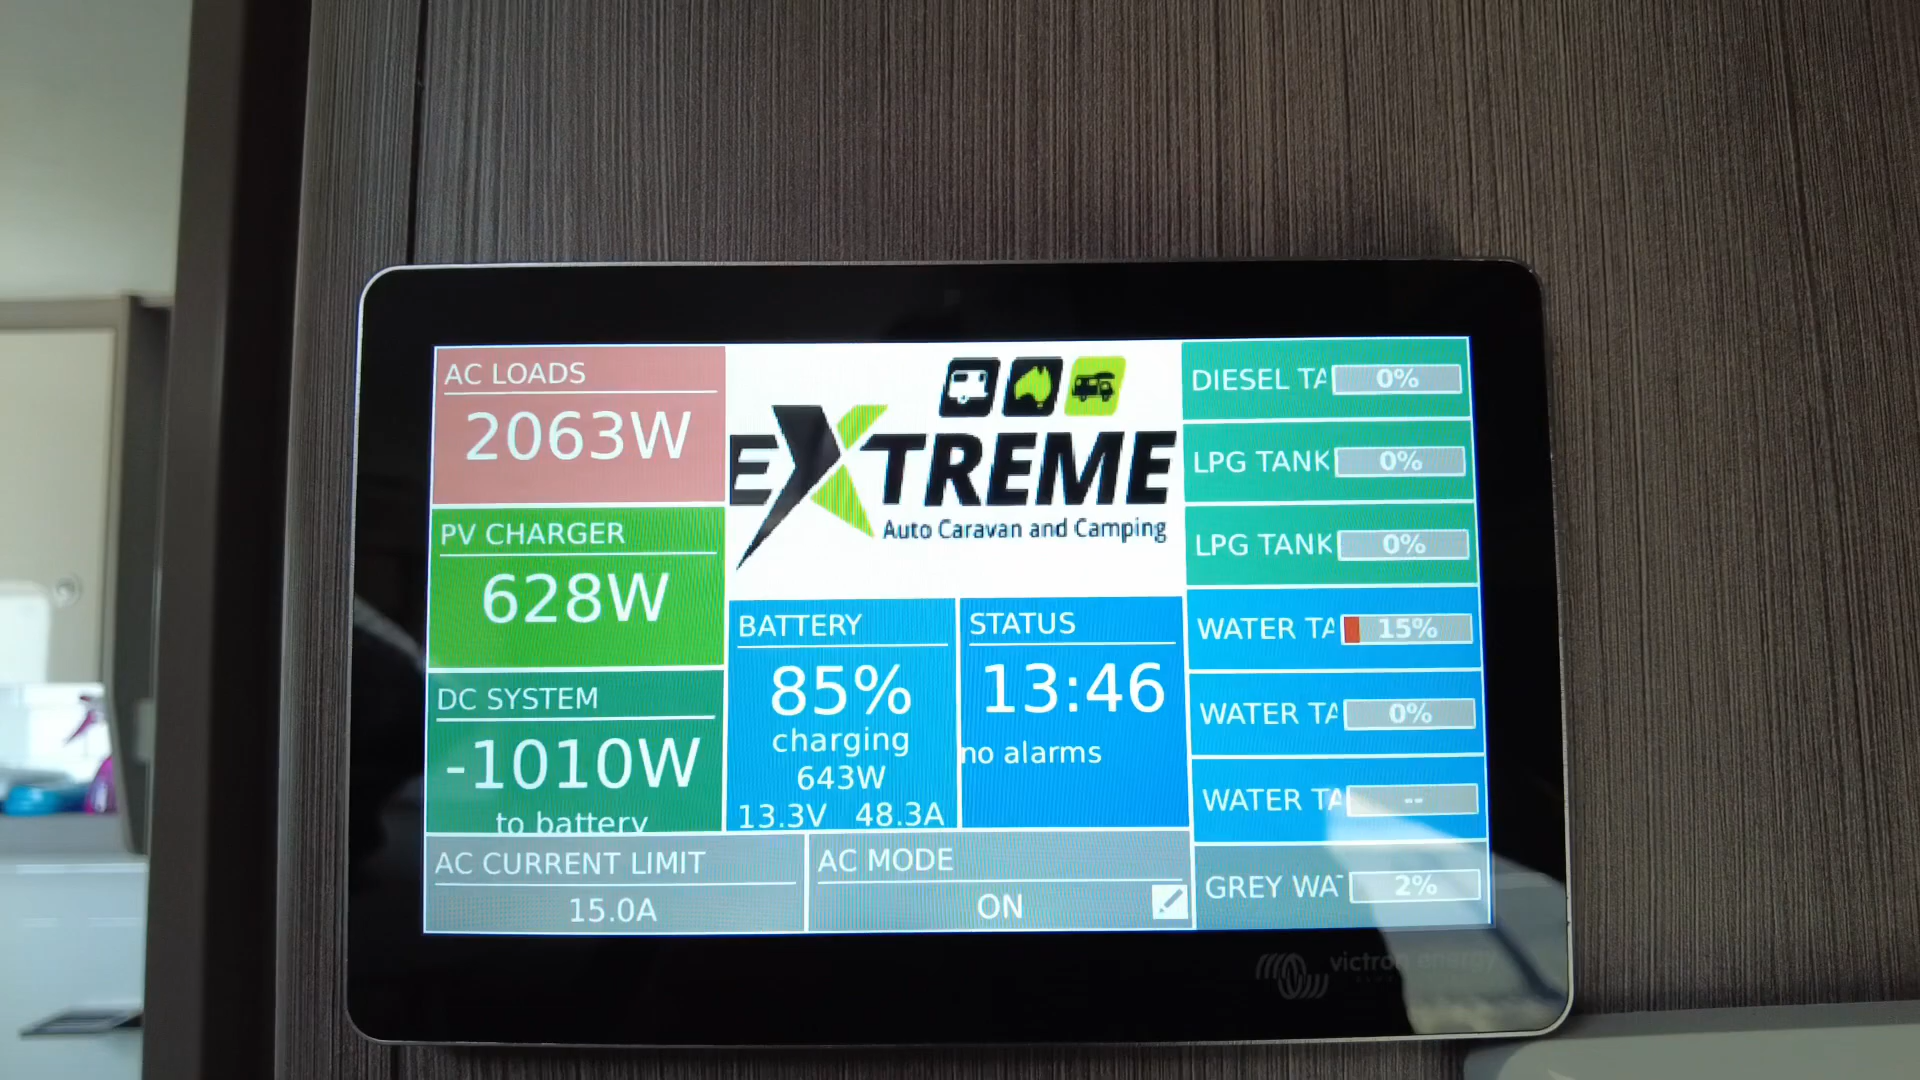 AC LOADS
2063W
PV CHARGER
628W
DC SYSTEM
-1010W
to battery
AC CURRENT LIMIT
15.0A
EXTREME
Auto Caravan and Camping
BATTERY
85%
charging
643W
13.3V 48.3A
STATUS
13:46
no alarms
AC MODE
ON
DIESEL TA 0%
LPG TANK 0%
LPG TANK 0%
WATER TA 15%
WATER TA 0%
WATER TA --
GREY WAT 2%
victron energy